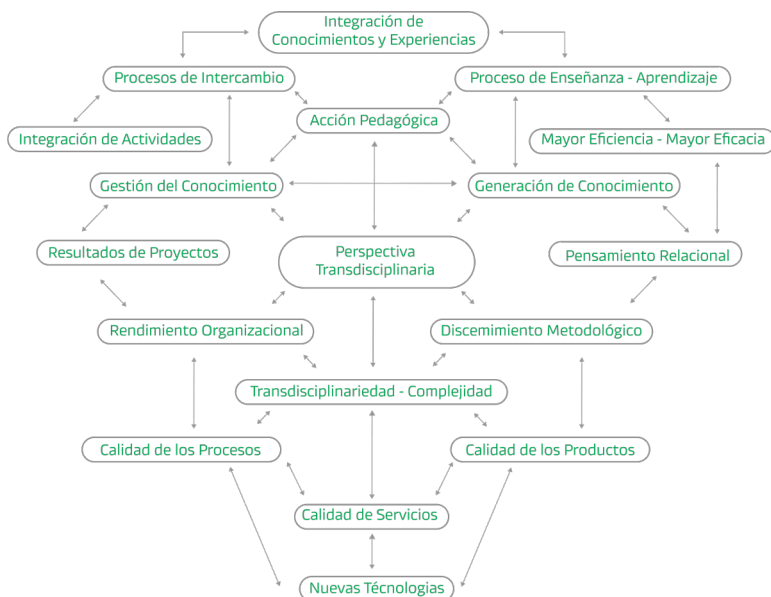 Integración de
Conocimientos y Experiencias
Procesos de Intercambio
Proceso de Enseñanza - Aprendizaje
Acción Pedagógica
Integración de Actividades
Mayor Eficiencia - Mayor Eficacia
Gestión del Conocimiento
Generación de Conocimiento
Resultados de Proyectos
Perspectiva
Transdisciplinaria
Pensamiento Relacional
Rendimiento Organizacional
Discemimiento Metodológico
Transdisciplinariedad - Complejidad
Calidad de los Procesos
Calidad de los Productos
Calidad de Servicios
Nuevas Técnologias